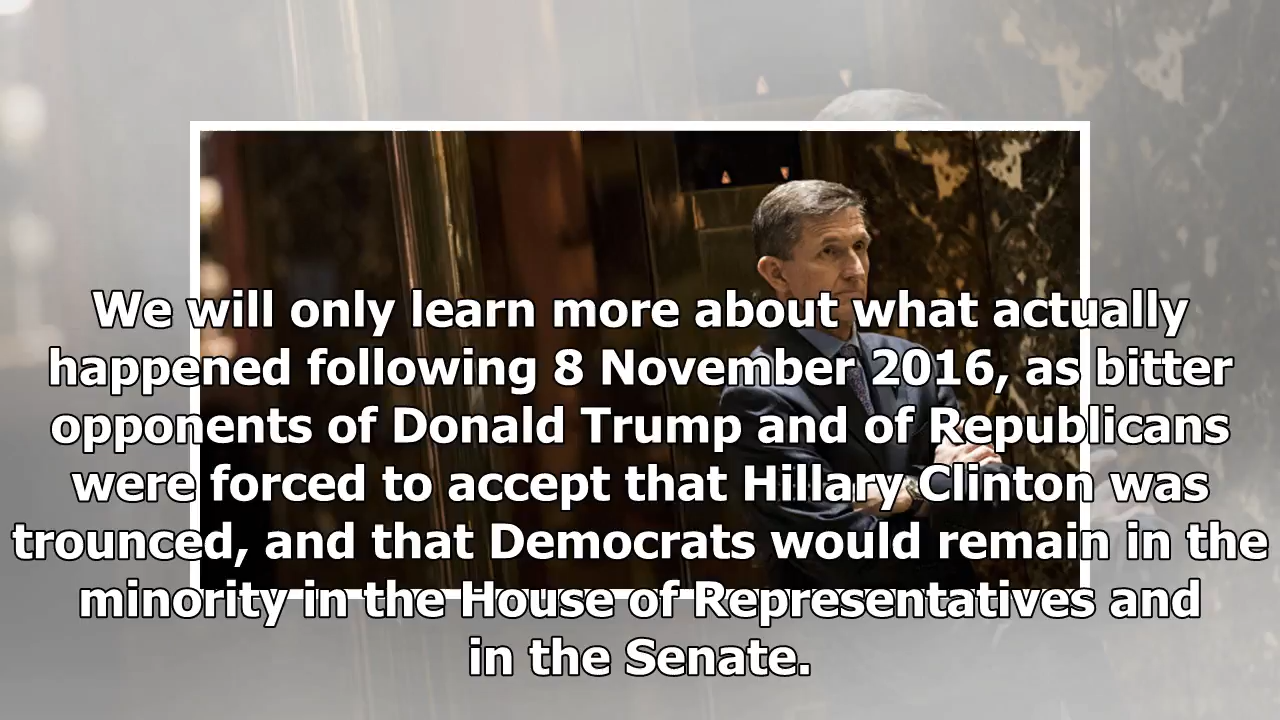 We will only learn more about what actually
happened following 8 November 2016, as bitter
opponents of Donald Trump and of Republicans
were forced to accept that Hillary Clinton was
trounced, and that Democrats would remain in the
minority in the House of Representatives and
in the Senate.